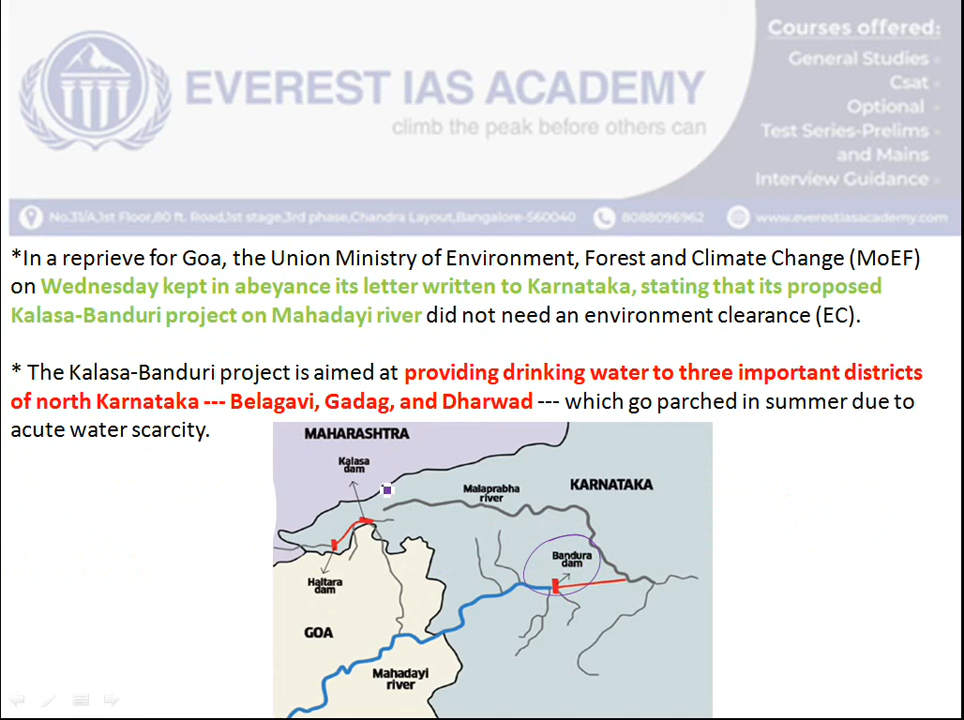 Courses offered:
General Studies
Csat
Optional
Test Series-Prelims
and Mains
Interview Guidance
EVEREST IAS ACADEMY
climb the peak before others can
No.31/A,1st Floor,80 ft. Road,1st stage,3rd phase,Chandra Layout,Bangalore-560040
8088096962
www.everestiasacademy.com
*In a reprieve for Goa, the Union Ministry of Environment, Forest and Climate Change (MoEF)
on Wednesday kept in abeyance its letter written to Karnataka, stating that its proposed
Kalasa-Banduri project on Mahadayi river did not need an environment clearance (EC).
* The Kalasa-Banduri project is aimed at providing drinking water to three important districts
of north Karnataka --- Belagavi, Gadag, and Dharwad --- which go parched in summer due to
acute water scarcity.
MAHARASHTRA
Kalasa
dam
Malaprabha
river
KARNATAKA
Bandura
dam
Haltara
dam
GOA
Mahadayi
river